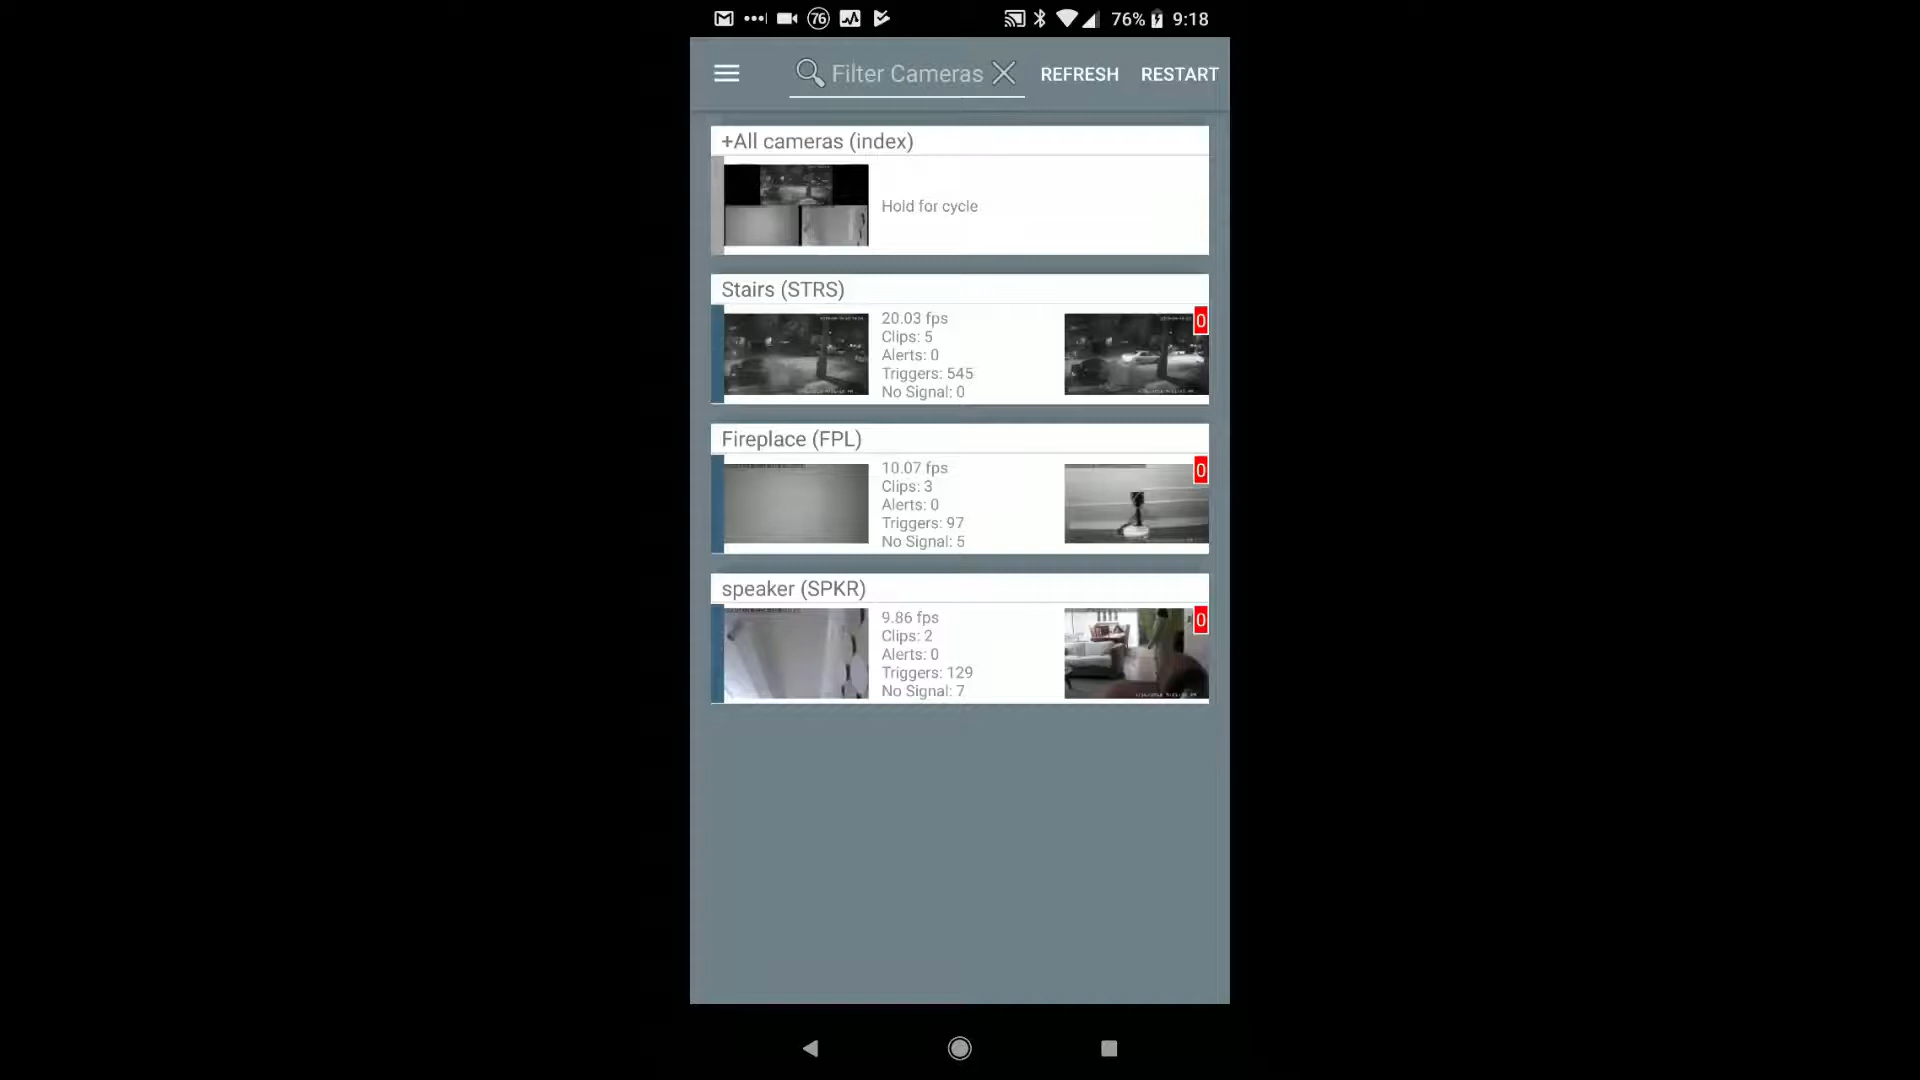 76 76% 9:18
Filter Cameras REFRESH RESTART
+All cameras (index)
Hold for cycle
Stairs (STRS)
20.03 fps
Clips: 5
Alerts: 0
Triggers: 545
No Signal: 0
0
Fireplace (FPL)
10.07 fps
Clips: 3
Alerts: 0
Triggers: 97
No Signal: 5
0
speaker (SPKR)
9.86 fps
Clips: 2
Alerts: 0
Triggers: 129
No Signal: 7
0